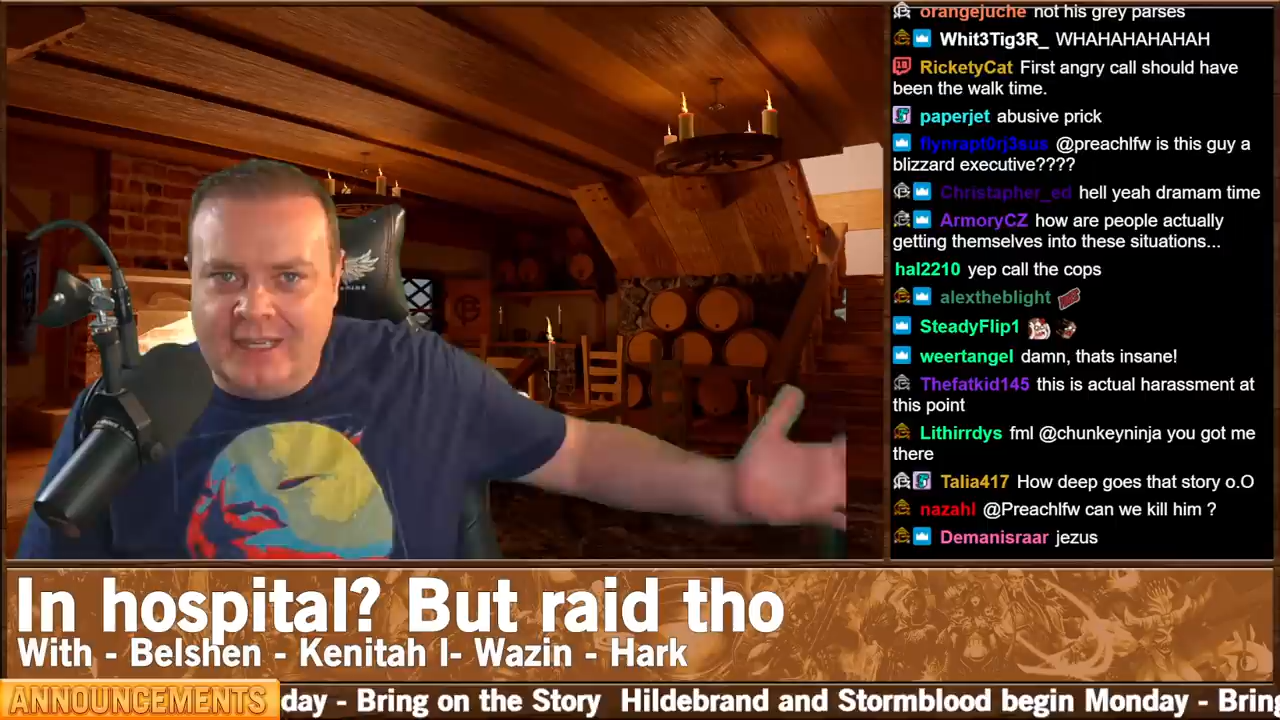 orangejuche not his grey parses
Whit3Tig3R_ WHAHAHAHAHAH
RicketyCat First angry call should have
been the walk time.
paperjet abusive prick
flynrapt0rj3sus @preachlfw is this guy a
blizzard executive????
Christapher_ed hell yeah dramam time
ArmoryCZ how are people actually
getting themselves into these situations...
hal2210 yep call the cops
alextheblight
SteadyFlip1
weertangel damn, thats insane!
Thefatkid145 this is actual harassment at
this point
Lithirrdys fml @chunkeyninja you got me
there
Talia417 How deep goes that story o.O
nazahl @Preachlfw can we kill him ?
Demanisraar jezus
In hospital? But raid tho
With - Belshen - Kenitah I- Wazin - Hark
ANNOUNCEMENTS day - Bring on the Story Hildebrand and Stormblood begin Monday - Bring